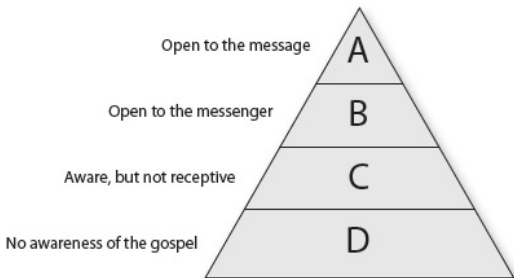 Open to the message
A
Open to the messenger
B
Aware, but not receptive
C
No awareness of the gospel
D